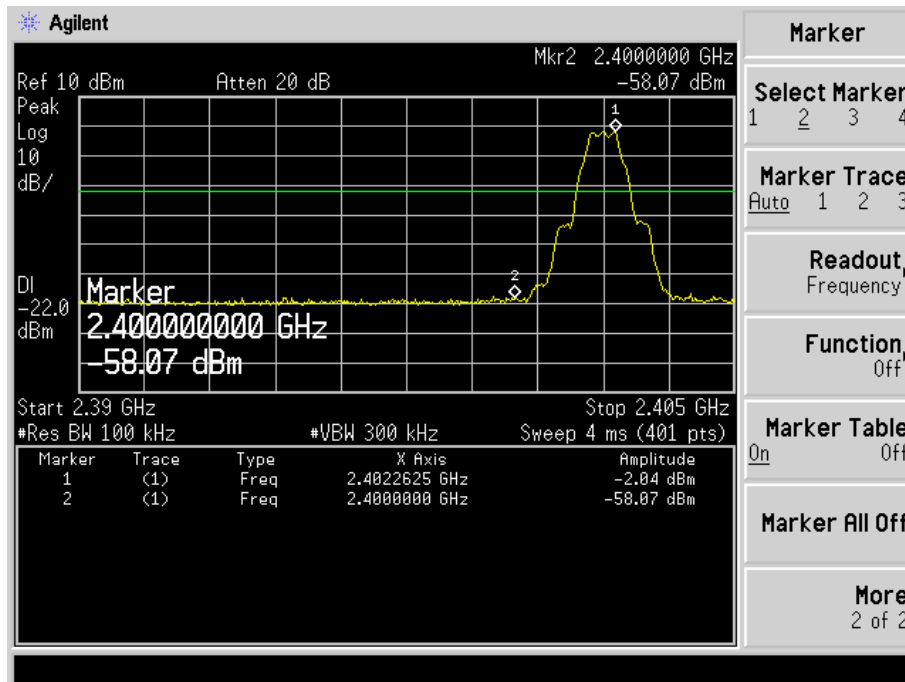 Agilent
Mkr2 2.4000000 GHz
Ref 10 dBm Atten 20 dB -58.07 dBm
Peak
Log
10
dB/
1
2
DI
-22.0
dBm
Marker
2.400000000 GHz
-58.07 dBm
Start 2.39 GHz Stop 2.405 GHz
#Res BW 100 kHz #VBW 300 kHz Sweep 4 ms (401 pts)
Marker Trace Type X Axis Amplitude
1 (1) Freq 2.4022625 GHz -2.04 dBm
2 (1) Freq 2.4000000 GHz -58.07 dBm
Marker
Select Marker
1 2 3 4
Marker Trace
Auto 1 2 3
Readout
Frequency
Function
Off
Marker Table
On Off
Marker All Off
More
2 of 2